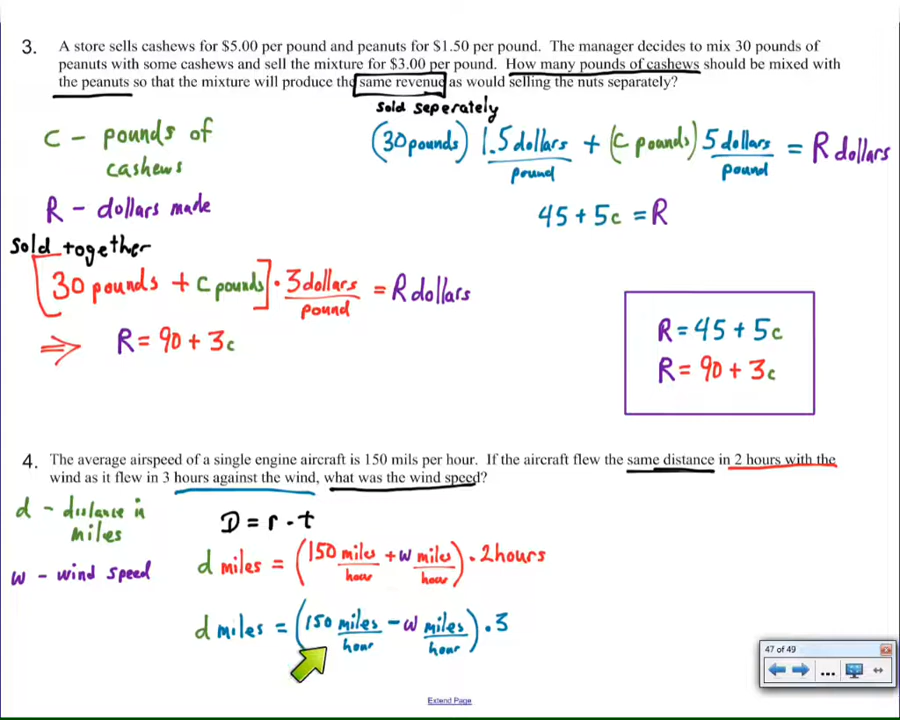 3. A store sells cashews for $5.00 per pound and peanuts for $1.50 per pound. The manager decides to mix 30 pounds of
peanuts with some cashews and sell the mixture for $3.00 per pound. How many pounds of cashews should be mixed with
the peanuts so that the mixture will produce the same revenue as would selling the nuts separately?
sold seperately
C - pounds of
cashews
(30 pounds) 1.5 dollars/pound + (c pounds) 5 dollars/pound = R dollars
R - dollars made
45 + 5c = R
Sold together
[30 pounds + c pounds] · 3 dollars/pound = R dollars
⇒ R = 90 + 3c
R = 45 + 5c
R = 90 + 3c
4. The average airspeed of a single engine aircraft is 150 mils per hour. If the aircraft flew the same distance in 2 hours with the
wind as it flew in 3 hours against the wind, what was the wind speed?
d - distance in
miles
D = r · t
w - wind speed
d miles = (150 miles/hour + w miles/hour) · 2 hours
d miles = (150 miles/hour - w miles/hour) · 3
47 of 49
...
Extend Page